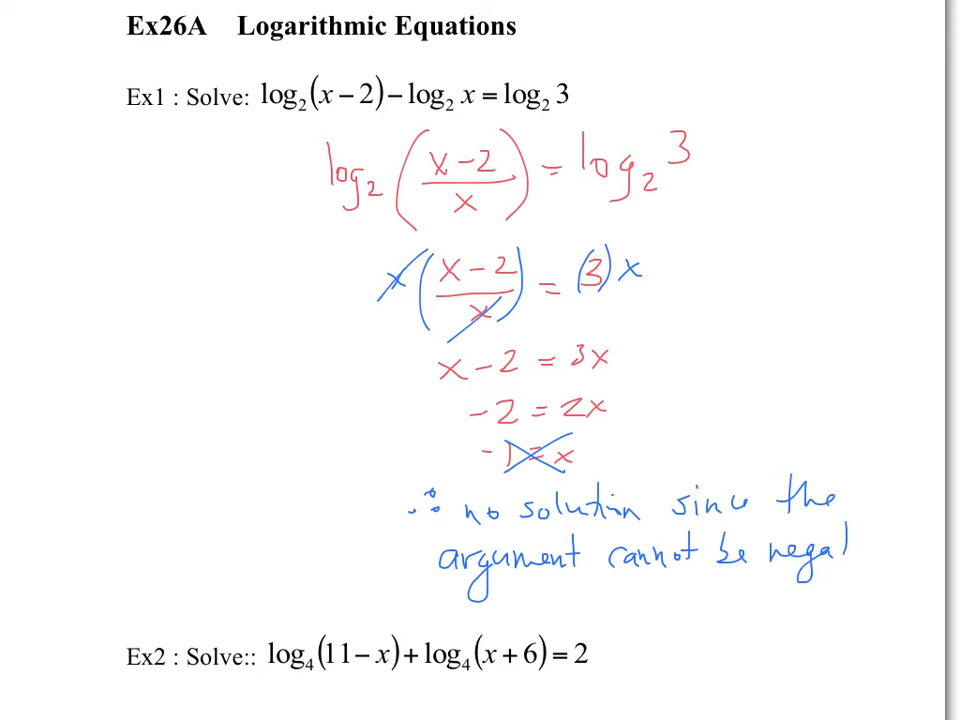 Ex26A Logarithmic Equations
Ex1 : Solve: log₂(x − 2) − log₂ x = log₂ 3
log₂((x − 2)/x) = log₂ 3
x((x − 2)/x) = (3)x
x − 2 = 3x
−2 = 2x
−1 = x
∴ no solution since the
argument cannot be negat
Ex2 : Solve:: log₄(11 − x) + log₄(x + 6) = 2